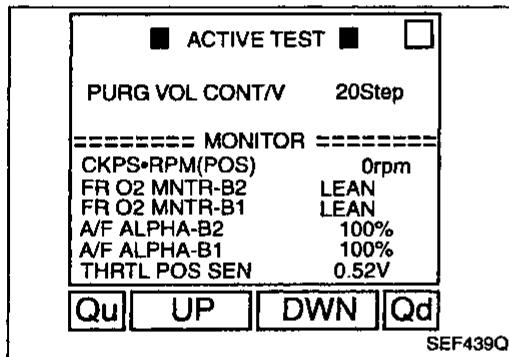 ■ ACTIVE TEST ■
PURG VOL CONT/V 20Step
======== MONITOR ========
CKPS•RPM(POS) 0rpm
FR O2 MNTR-B2 LEAN
FR O2 MNTR-B1 LEAN
A/F ALPHA-B2 100%
A/F ALPHA-B1 100%
THRTL POS SEN 0.52V
Qu UP DWN Qd
SEF439Q